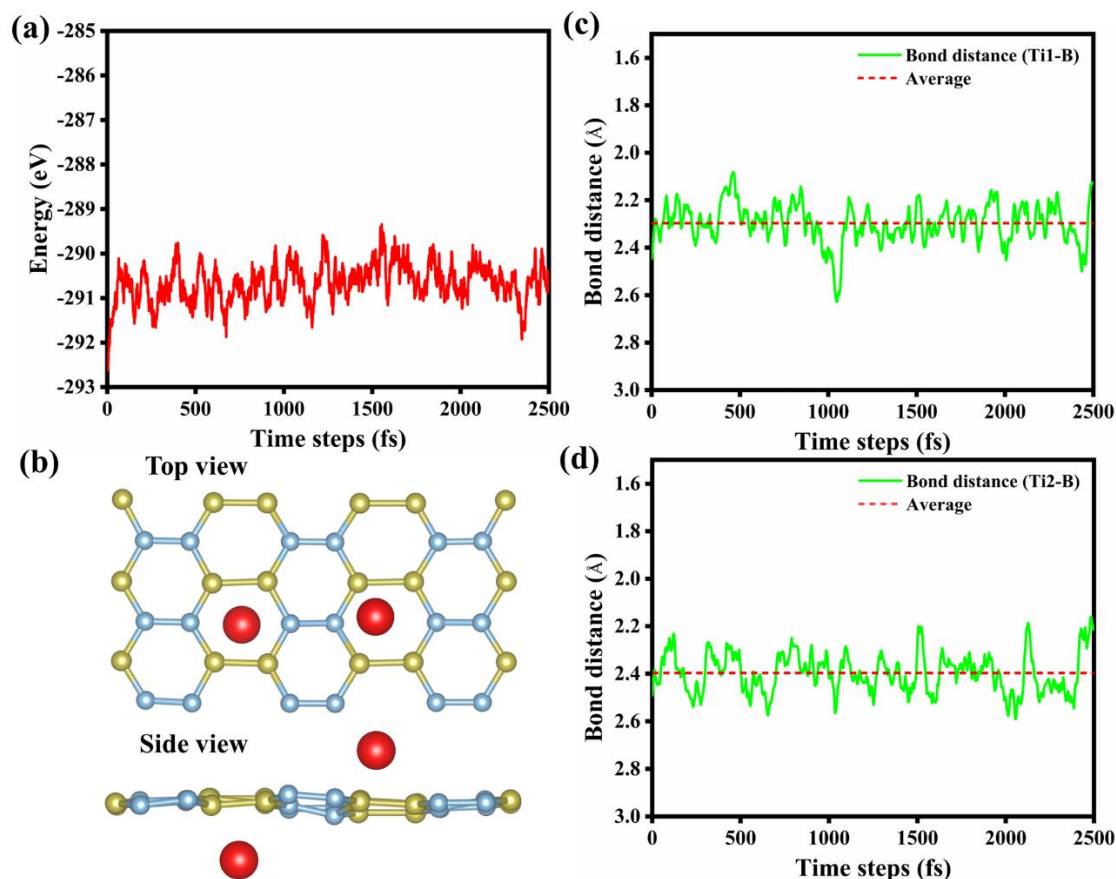 (a)
-285
-286
-287
-288
-289
-290
-291
-292
-293
Energy (eV)
0 500 1000 1500 2000 2500
Time steps (fs)
(b)
Top view
Side view
(c)
Bond distance (Ti1-B)
Average
1.6
1.8
2.0
2.2
2.4
2.6
2.8
3.0
Bond distance (Å)
0 500 1000 1500 2000 2500
Time steps (fs)
(d)
Bond distance (Ti2-B)
Average
1.6
1.8
2.0
2.2
2.4
2.6
2.8
3.0
Bond distance (Å)
0 500 1000 1500 2000 2500
Time steps (fs)